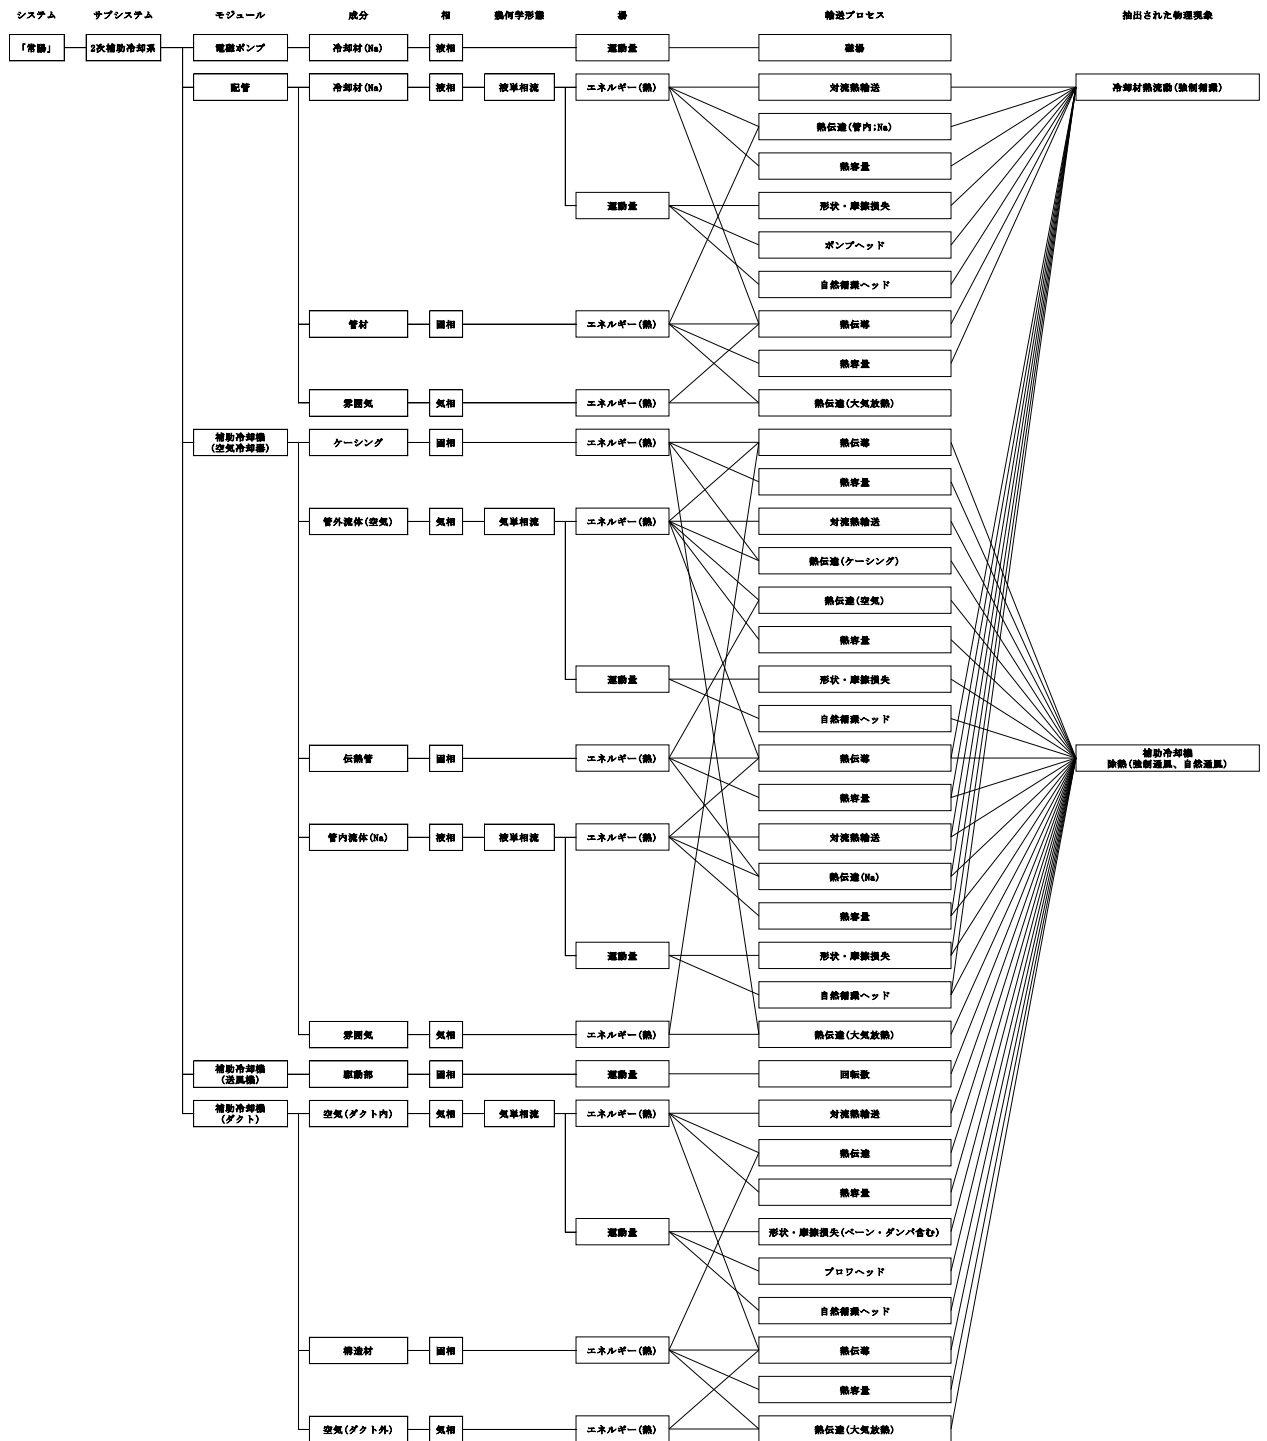 システム サブシステム モジュール 成分 相 幾何学形態 場 輸送プロセス 抽出された物理現象
「常陽」 2次補助冷却系 電磁ポンプ 冷却材(Na) 液相 運動量 磁場
配管 冷却材(Na) 液相 液単相流 エネルギー(熱) 対流熱輸送 冷却材熱流動(強制循環)
熱伝達(管内:Na)
熱容量
運動量 形状・摩擦損失
ポンプヘッド
自然循環ヘッド
管材 固相 エネルギー(熱) 熱伝導
熱容量
雰囲気 気相 エネルギー(熱) 熱伝達(大気放熱)
補助冷却機
(空気冷却器) ケーシング 固相 エネルギー(熱) 熱伝導
熱容量
管外流体(空気) 気相 気単相流 エネルギー(熱) 対流熱輸送
熱伝達(ケーシング)
熱伝達(空気)
熱容量
運動量 形状・摩擦損失
自然循環ヘッド
伝熱管 固相 エネルギー(熱) 熱伝導 補助冷却機
除熱(強制通風、自然通風)
熱容量
管内流体(Na) 液相 液単相流 エネルギー(熱) 対流熱輸送
熱伝達(Na)
熱容量
運動量 形状・摩擦損失
自然循環ヘッド
雰囲気 気相 エネルギー(熱) 熱伝達(大気放熱)
補助冷却機
(送風機) 駆動部 固相 運動量 回転数
補助冷却機
(ダクト) 空気(ダクト内) 気相 気単相流 エネルギー(熱) 対流熱輸送
熱伝達
熱容量
運動量 形状・摩擦損失(ベーン・ダンパ含む)
ブロワヘッド
自然循環ヘッド
構造材 固相 エネルギー(熱) 熱伝導
熱容量
空気(ダクト外) 気相 エネルギー(熱) 熱伝達(大気放熱)